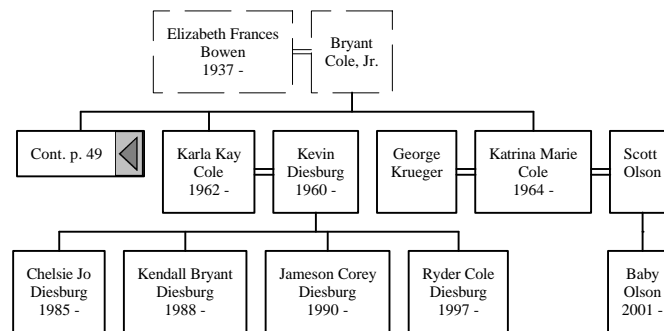 Elizabeth Frances
Bowen
1937 -
Bryant
Cole, Jr.
Cont. p. 49
Karla Kay
Cole
1962 -
Kevin
Diesburg
1960 -
George
Krueger
Katrina Marie
Cole
1964 -
Scott
Olson
Chelsie Jo
Diesburg
1985 -
Kendall Bryant
Diesburg
1988 -
Jameson Corey
Diesburg
1990 -
Ryder Cole
Diesburg
1997 -
Baby
Olson
2001 -